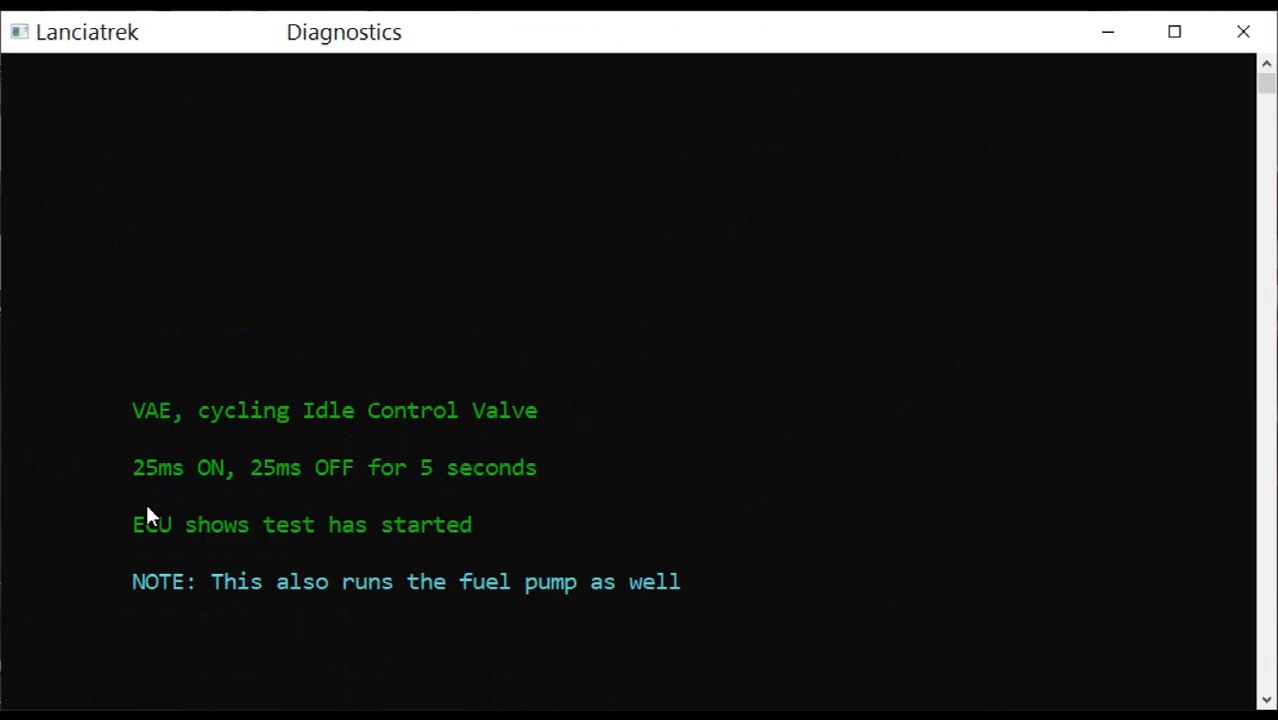 Lanciatrek Diagnostics
VAE, cycling Idle Control Valve
25ms ON, 25ms OFF for 5 seconds
ECU shows test has started
NOTE: This also runs the fuel pump as well